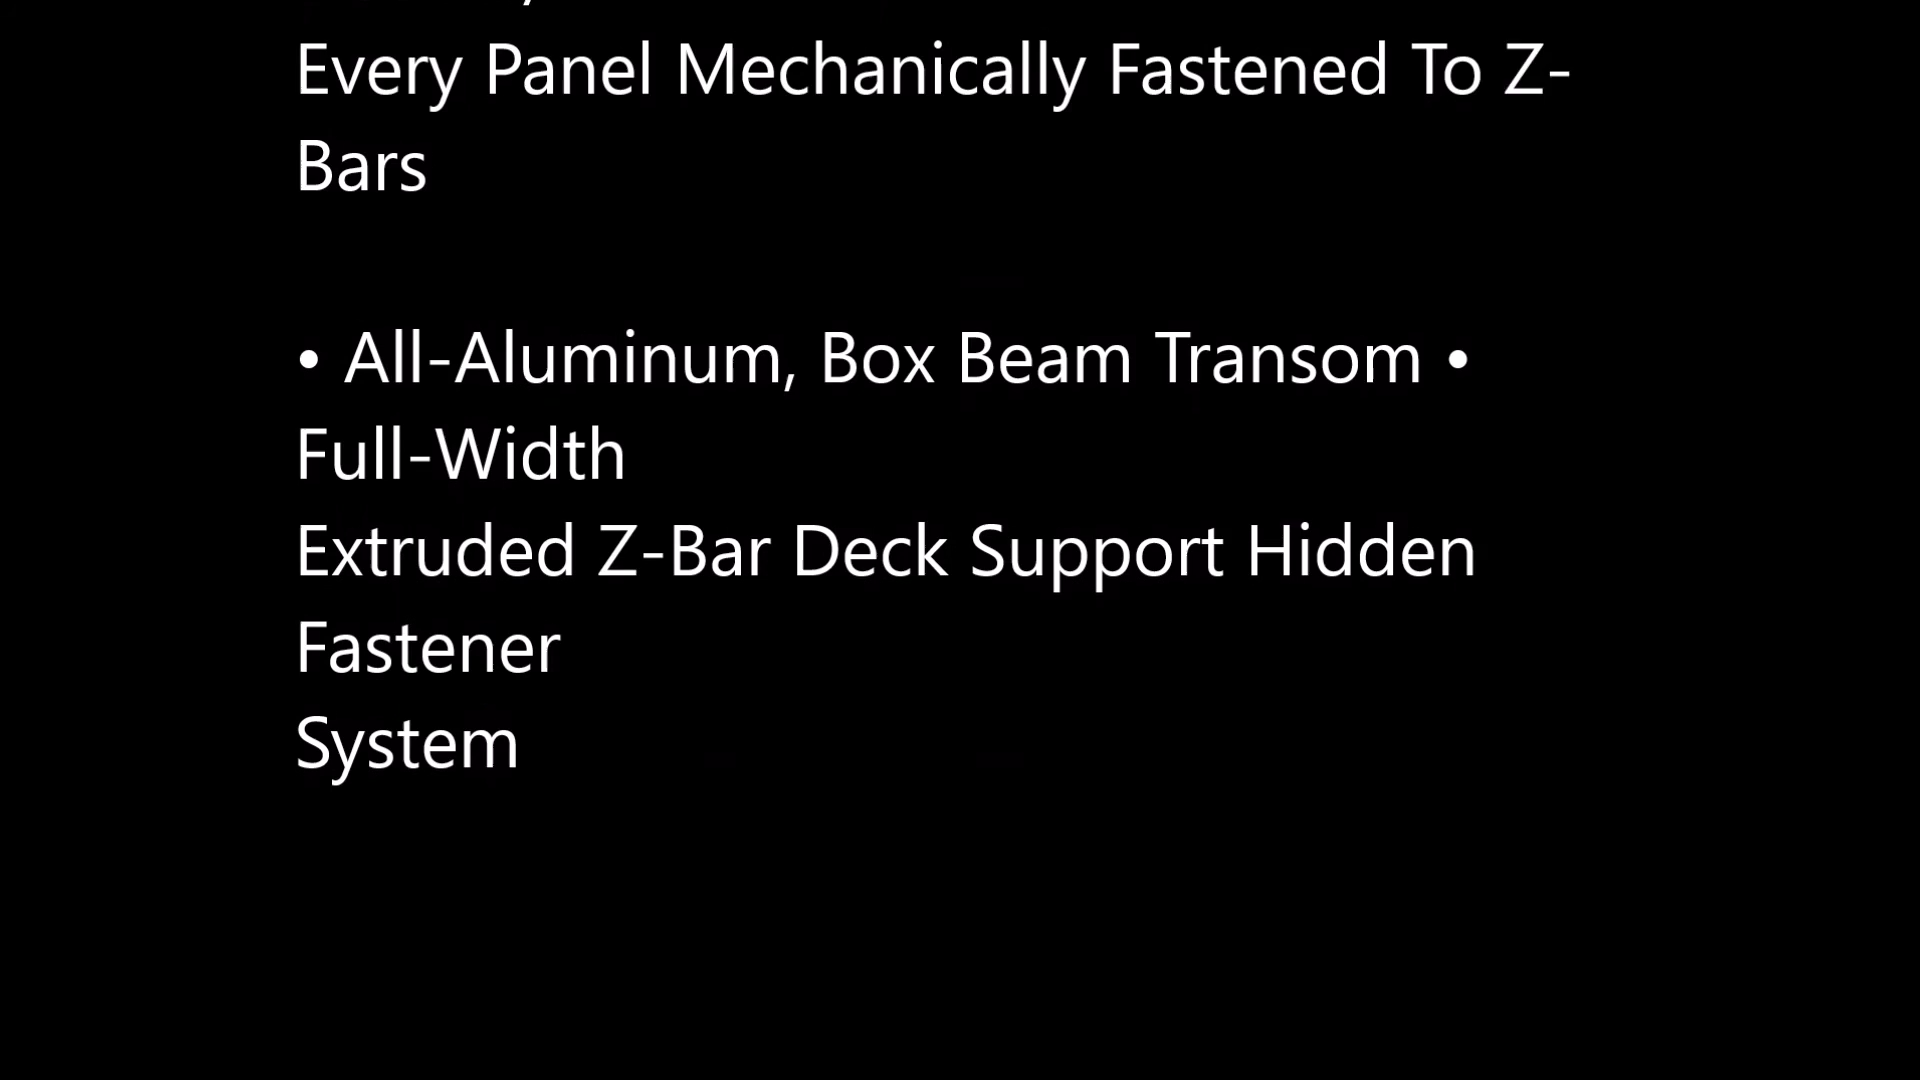 Every Panel Mechanically Fastened To Z-
Bars
• All-Aluminum, Box Beam Transom •
Full-Width
Extruded Z-Bar Deck Support Hidden
Fastener
System